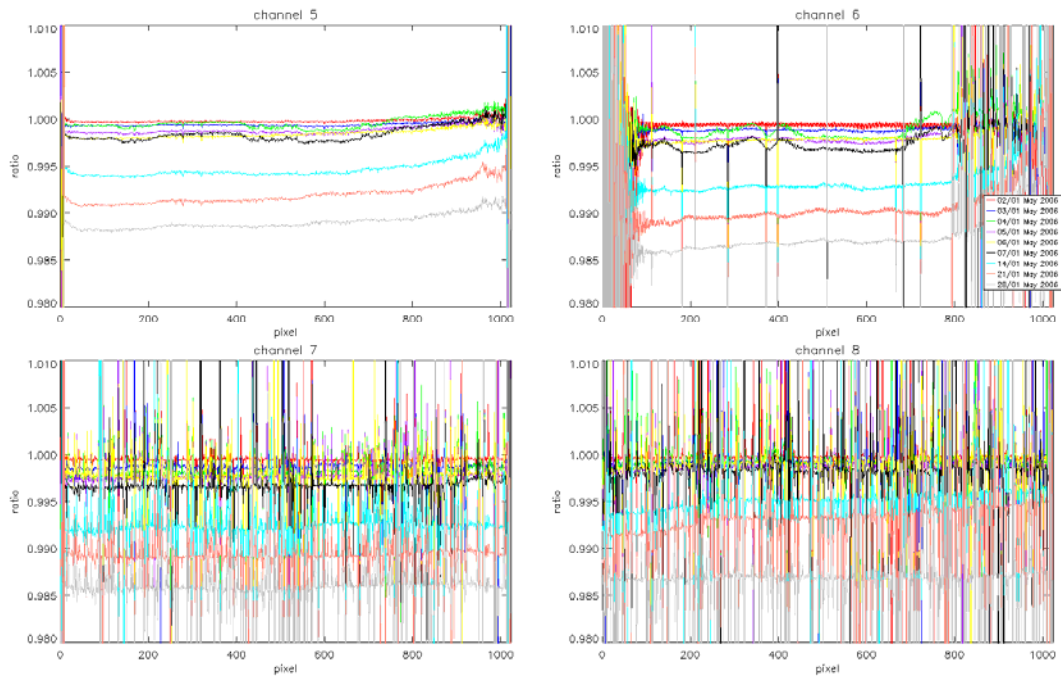 channel 5
1.010
1.005
1.000
0.995
0.990
0.985
0.980
ratio
0 200 400 600 800 1000
pixel
channel 6
1.010
1.005
1.000
0.995
0.990
0.985
0.980
ratio
0 200 400 600 800 1000
pixel
02/01 May 2006
03/01 May 2006
04/01 May 2006
05/01 May 2006
06/01 May 2006
07/01 May 2006
14/01 May 2006
21/01 May 2006
28/01 May 2006
channel 7
1.010
1.005
1.000
0.995
0.990
0.985
0.980
ratio
0 200 400 600 800 1000
pixel
channel 8
1.010
1.005
1.000
0.995
0.990
0.985
0.980
ratio
0 200 400 600 800 1000
pixel